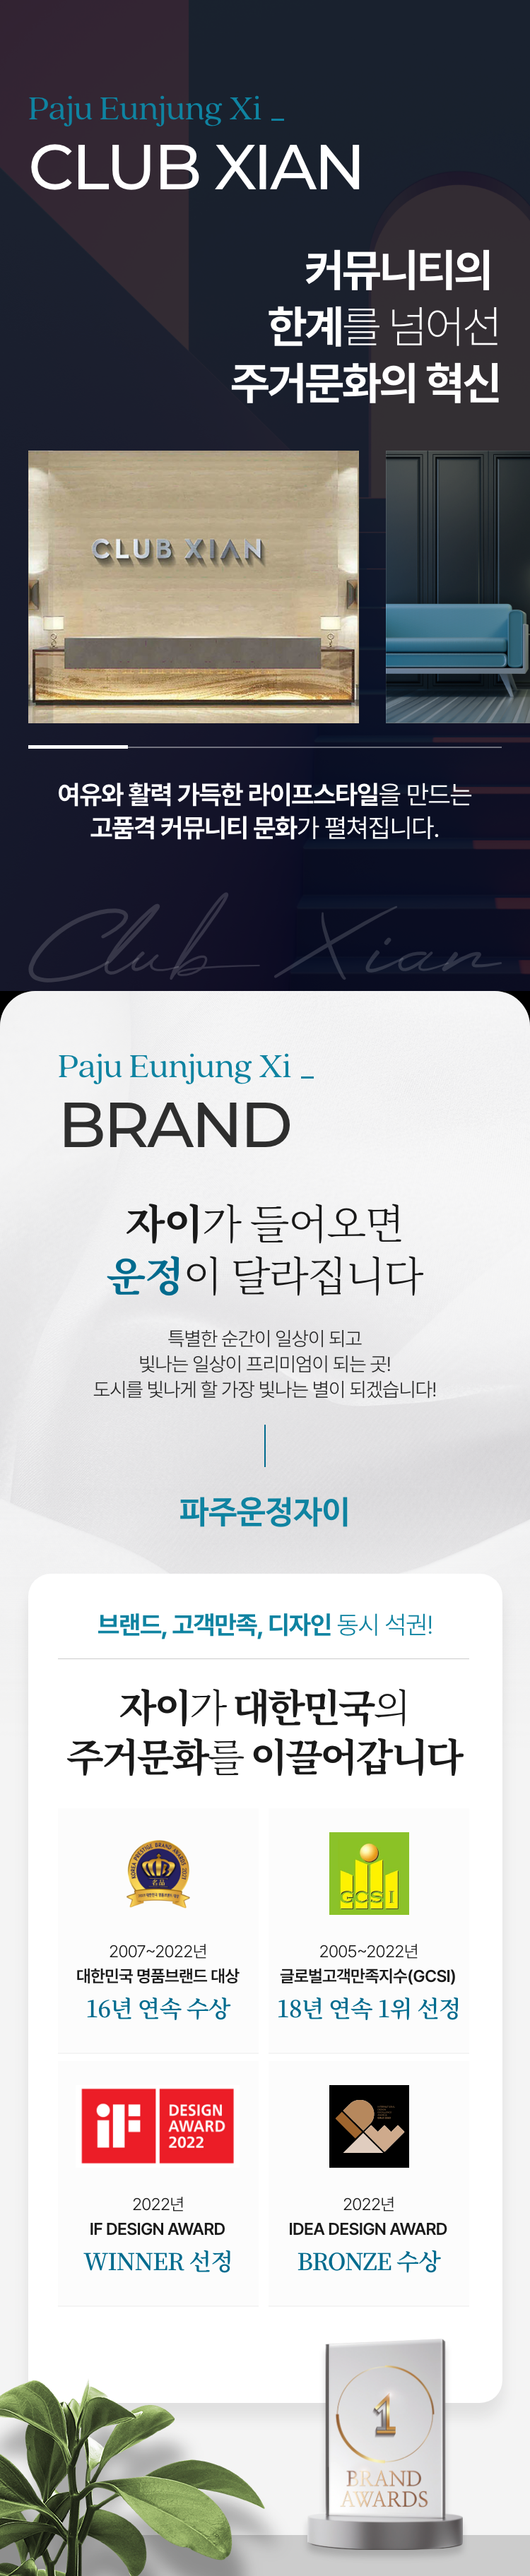 Paju Eunjung Xi _
CLUB XIAN
커뮤니티의
한계를 넘어선
주거문화의 혁신
CLUB XIAN
여유와 활력 가득한 라이프스타일을 만드는
고품격 커뮤니티 문화가 펼쳐집니다.
Club Xian
Paju Eunjung Xi _
BRAND
자이가 들어오면
운정이 달라집니다
특별한 순간이 일상이 되고
빛나는 일상이 프리미엄이 되는 곳!
도시를 빛나게 할 가장 빛나는 별이 되겠습니다!
파주운정자이
브랜드, 고객만족, 디자인 동시 석권!
자이가 대한민국의
주거문화를 이끌어갑니다
2007~2022년
대한민국 명품브랜드 대상
16년 연속 수상
GCSI
2005~2022년
글로벌고객만족지수(GCSI)
18년 연속 1위 선정
iF
DESIGN
AWARD
2022
2022년
IF DESIGN AWARD
WINNER 선정
2022년
IDEA DESIGN AWARD
BRONZE 수상
1
BRAND
AWARDS